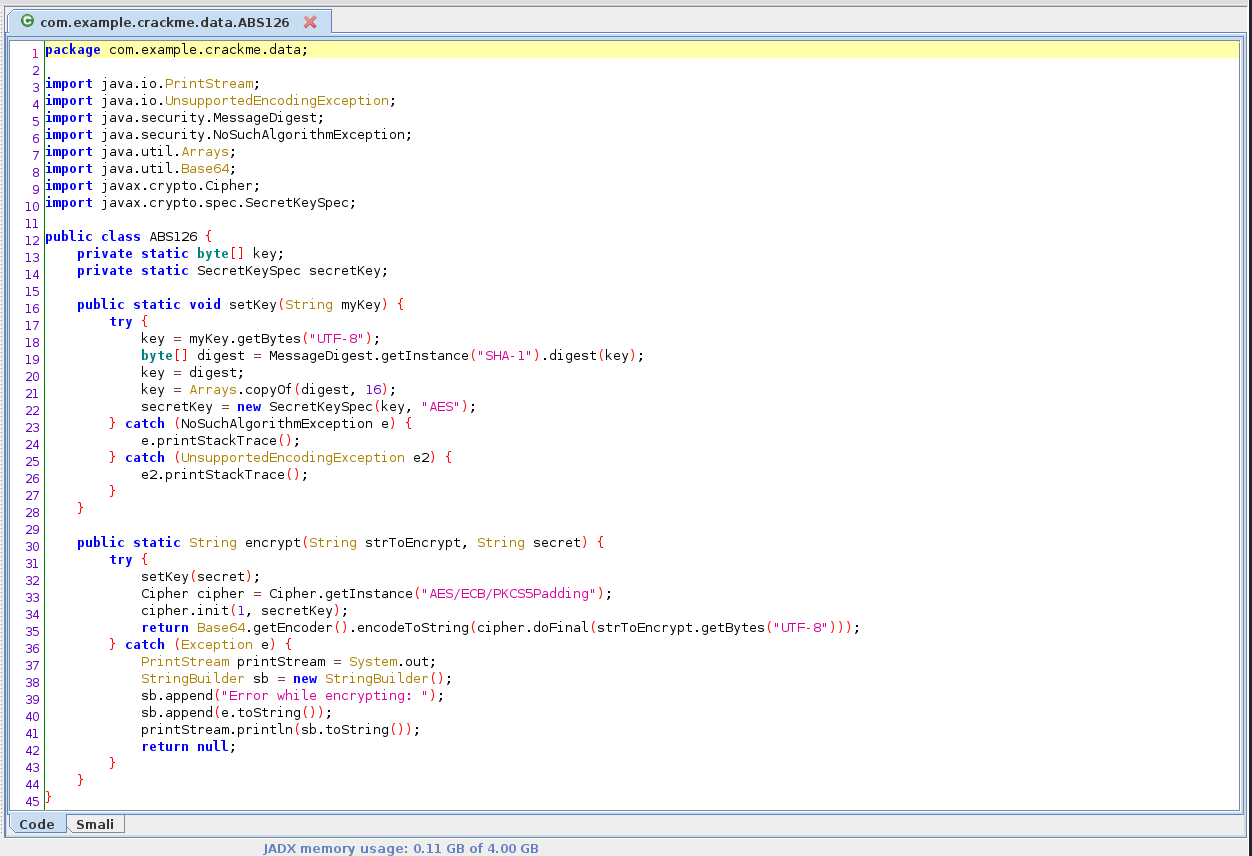 com.example.crackme.data.ABS126
1 package com.example.crackme.data;
2
3 import java.io.PrintStream;
4 import java.io.UnsupportedEncodingException;
5 import java.security.MessageDigest;
6 import java.security.NoSuchAlgorithmException;
7 import java.util.Arrays;
8 import java.util.Base64;
9 import javax.crypto.Cipher;
10 import javax.crypto.spec.SecretKeySpec;
11
12 public class ABS126 {
13     private static byte[] key;
14     private static SecretKeySpec secretKey;
15
16     public static void setKey(String myKey) {
17         try {
18             key = myKey.getBytes("UTF-8");
19             byte[] digest = MessageDigest.getInstance("SHA-1").digest(key);
20             key = digest;
21             key = Arrays.copyOf(digest, 16);
22             secretKey = new SecretKeySpec(key, "AES");
23         } catch (NoSuchAlgorithmException e) {
24             e.printStackTrace();
25         } catch (UnsupportedEncodingException e2) {
26             e2.printStackTrace();
27         }
28     }
29
30     public static String encrypt(String strToEncrypt, String secret) {
31         try {
32             setKey(secret);
33             Cipher cipher = Cipher.getInstance("AES/ECB/PKCS5Padding");
34             cipher.init(1, secretKey);
35             return Base64.getEncoder().encodeToString(cipher.doFinal(strToEncrypt.getBytes("UTF-8")));
36         } catch (Exception e) {
37             PrintStream printStream = System.out;
38             StringBuilder sb = new StringBuilder();
39             sb.append("Error while encrypting: ");
40             sb.append(e.toString());
41             printStream.println(sb.toString());
42             return null;
43         }
44     }
45 }
Code Smali
JADX memory usage: 0.11 GB of 4.00 GB